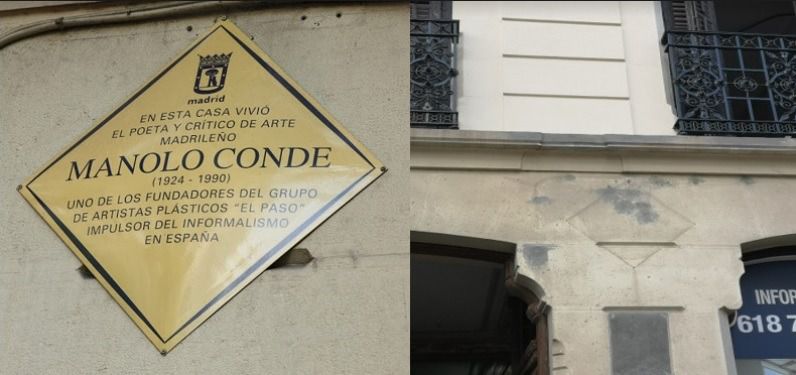 madrid
EN ESTA CASA VIVIÓ
EL POETA Y CRÍTICO DE ARTE
MADRILEÑO
MANOLO CONDE
(1924 - 1990)
UNO DE LOS FUNDADORES DEL GRUPO
DE ARTISTAS PLÁSTICOS "EL PASO"
IMPULSOR DEL INFORMALISMO
EN ESPAÑA
INFOR
618 7